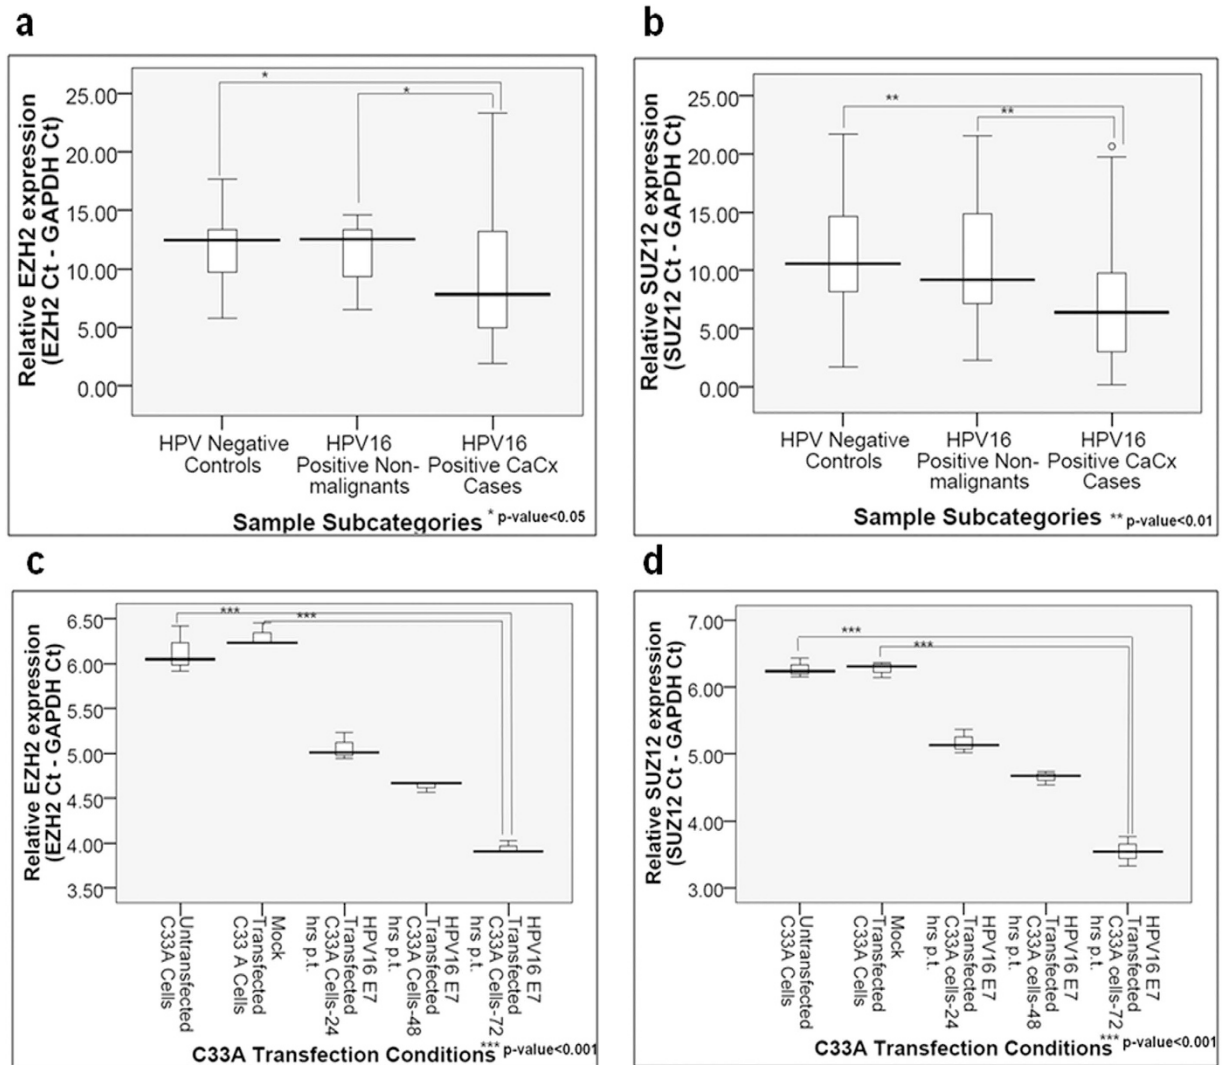 a
Relative EZH2 expression
(EZH2 Ct - GAPDH Ct)
25.00
20.00
15.00
10.00
5.00
0.00
*
*
HPV Negative
Controls
HPV16
Positive Non-
malignants
HPV16
Positive CaCx
Cases
Sample Subcategories
* p-value<0.05
b
Relative SUZ12 expression
(SUZ12 Ct - GAPDH Ct)
25.00
20.00
15.00
10.00
5.00
0.00
**
**
HPV Negative
Controls
HPV16
Positive Non-
malignants
HPV16
Positive CaCx
Cases
Sample Subcategories
** p-value<0.01
c
Relative EZH2 expression
(EZH2 Ct - GAPDH Ct)
6.50
6.00
5.50
5.00
4.50
4.00
3.50
***
***
Untransfected
C33A Cells
Mock
Transfected
C33 A Cells
HPV16 E7
Transfected
C33A Cells-24
hrs p.t.
HPV16 E7
Transfected
C33A Cells-48
hrs p.t.
HPV16 E7
Transfected
C33A Cells-72
hrs p.t.
C33A Transfection Conditions
*** p-value<0.001
d
Relative SUZ12 expression
(SUZ12 Ct - GAPDH Ct)
7.00
6.00
5.00
4.00
3.00
***
***
Untransfected
C33A Cells
Mock
Transfected
C33A Cells
HPV16 E7
Transfected
C33A cells-24
hrs p.t.
HPV16 E7
Transfected
C33A cells-48
hrs p.t.
HPV16 E7
Transfected
C33A cells-72
hrs p.t.
C33A Transfection Conditions
*** p-value<0.001